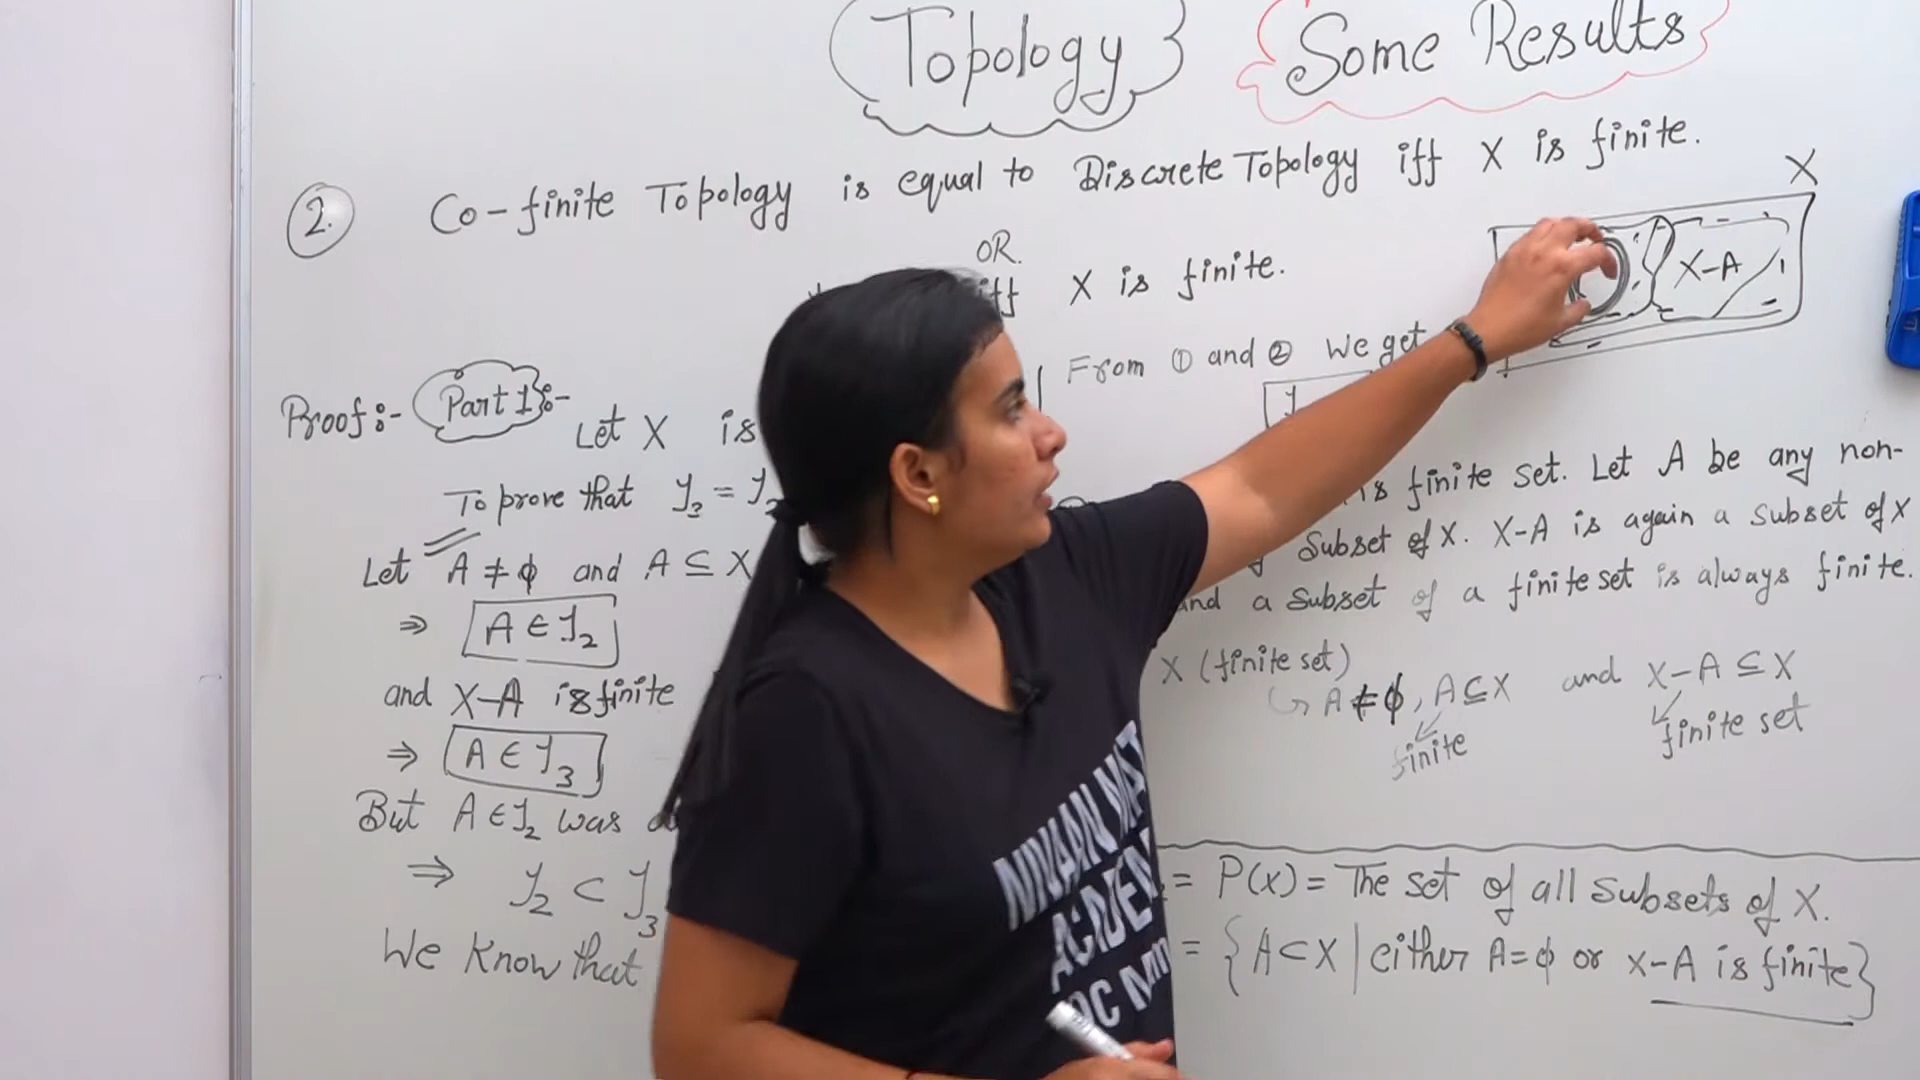 Topology
Some Results
2. Co-finite Topology is equal to Discrete Topology iff X is finite.
OR
iff X is finite.
X
X-A
From ① and ② we get
Proof:- Part 1:-
Let X is
To prove that J₃ = J₂
Let A ≠ ϕ and A ⊆ X
⇒ A ∈ J₂
and X-A is finite
⇒ A ∈ J₃
But A ∈ J₂ was
⇒ J₂ ⊂ J₃
We know that
is finite set. Let A be any non-
subset of X. X-A is again a subset of X
and a subset of a finite set is always finite.
X (finite set)
↳ A ≠ ϕ, A ⊆ X and X-A ⊆ X
finite
finite set
= P(X) = The set of all subsets of X.
= {A ⊂ X | either A = ϕ or X-A is finite}